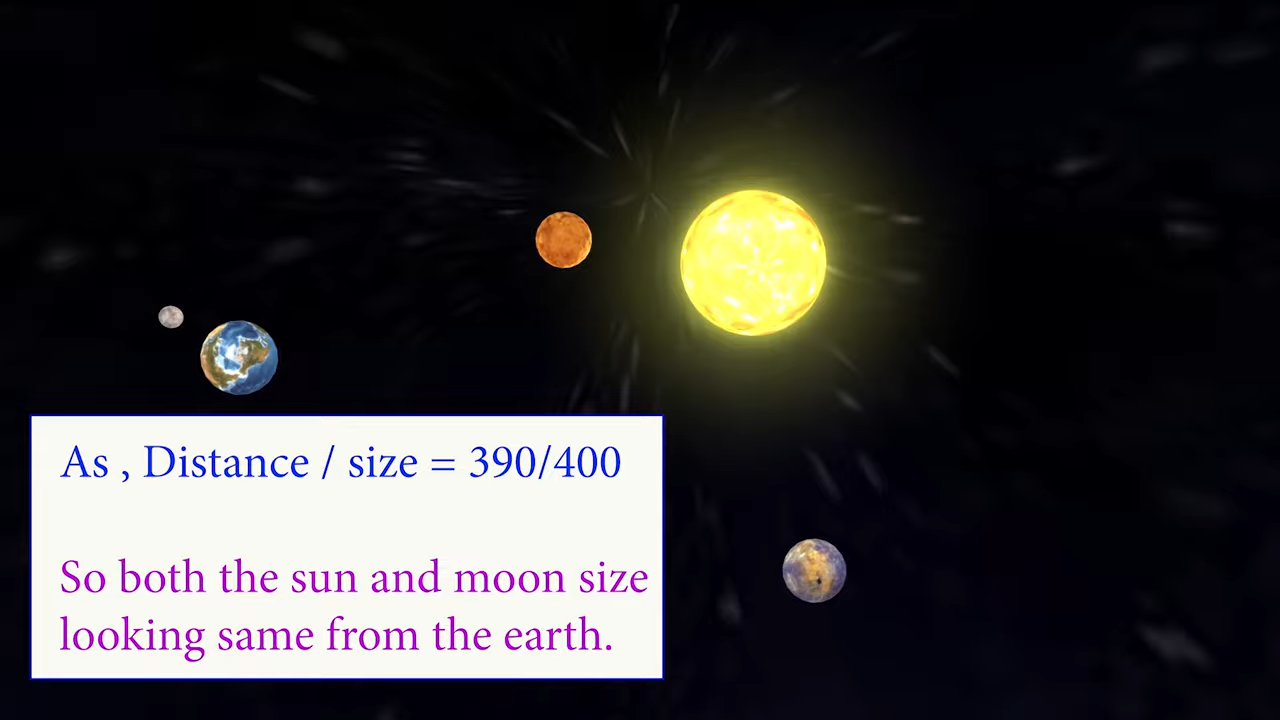 As , Distance / size = 390/400
So both the sun and moon size
looking same from the earth.